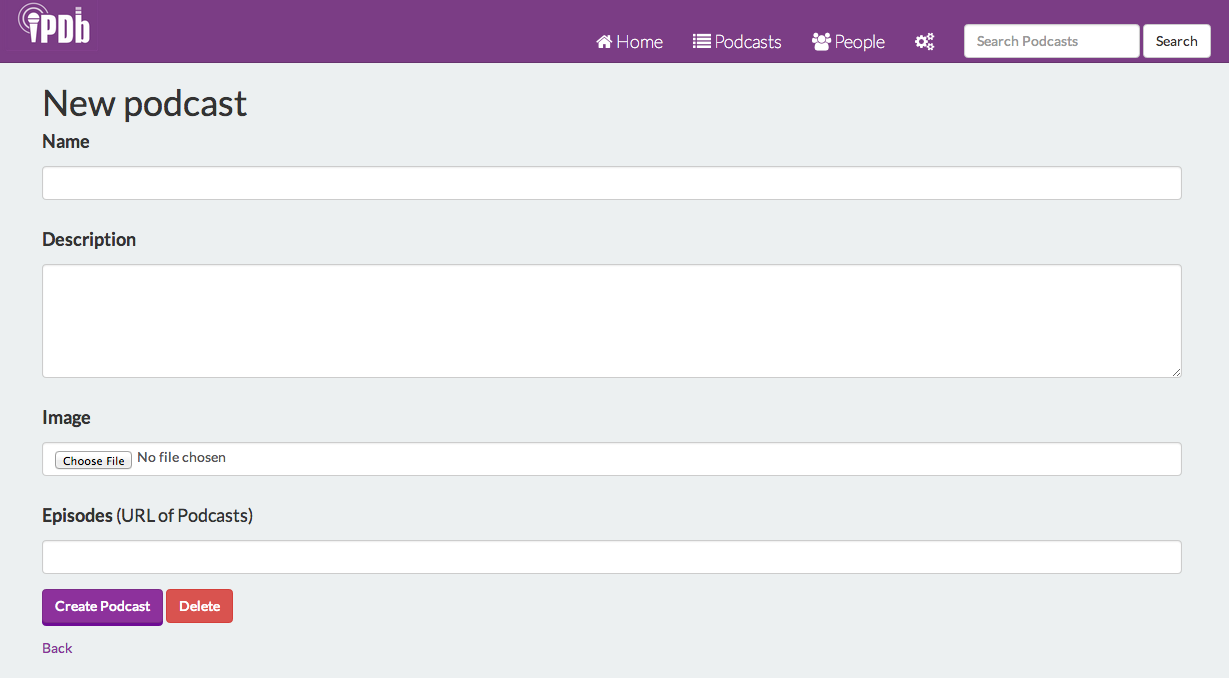 iPDb
Home
Podcasts
People
Search Podcasts
Search
New podcast
Name
Description
Image
Choose File No file chosen
Episodes (URL of Podcasts)
Create Podcast
Delete
Back